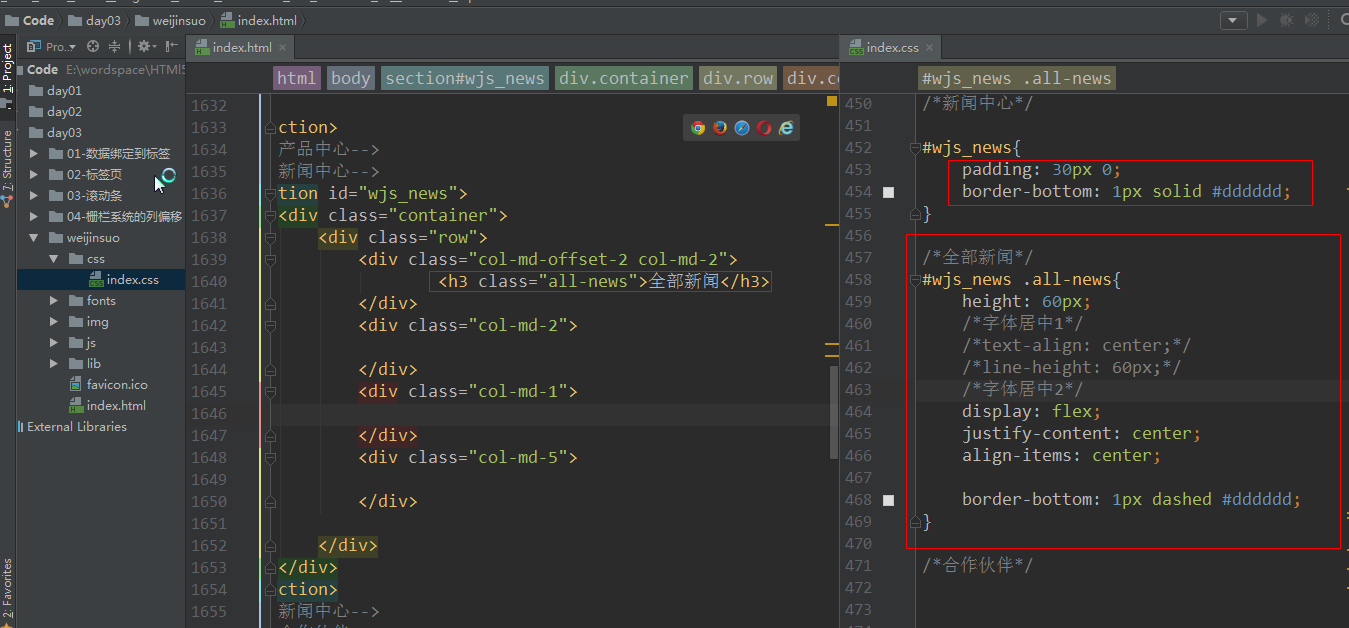 Code day03 weijinsuo index.html
1: Project
7: Structure
2: Favorites
Pro..
Code E:\wordspace\HTMl5
day01
day02
day03
01-数据绑定到标签
02-标签页
03-滚动条
04-栅栏系统的列偏移
weijinsuo
css
index.css
fonts
img
js
lib
favicon.ico
index.html
External Libraries
index.html
html body section#wjs_news div.container div.row div.c
1632
1633 ction>
1634 产品中心-->
1635 新闻中心-->
1636 tion id="wjs_news">
1637 <div class="container">
1638 <div class="row">
1639 <div class="col-md-offset-2 col-md-2">
1640 <h3 class="all-news">全部新闻</h3>
1641 </div>
1642 <div class="col-md-2">
1643
1644 </div>
1645 <div class="col-md-1">
1646
1647 </div>
1648 <div class="col-md-5">
1649
1650 </div>
1651
1652 </div>
1653 </div>
1654 ction>
1655 新闻中心-->
index.css
#wjs_news .all-news
450 /*新闻中心*/
451
452 #wjs_news{
453 padding: 30px 0;
454 border-bottom: 1px solid #dddddd;
455 }
456
457 /*全部新闻*/
458 #wjs_news .all-news{
459 height: 60px;
460 /*字体居中1*/
461 /*text-align: center;*/
462 /*line-height: 60px;*/
463 /*字体居中2*/
464 display: flex;
465 justify-content: center;
466 align-items: center;
467
468 border-bottom: 1px dashed #dddddd;
469 }
470
471 /*合作伙伴*/
472
473